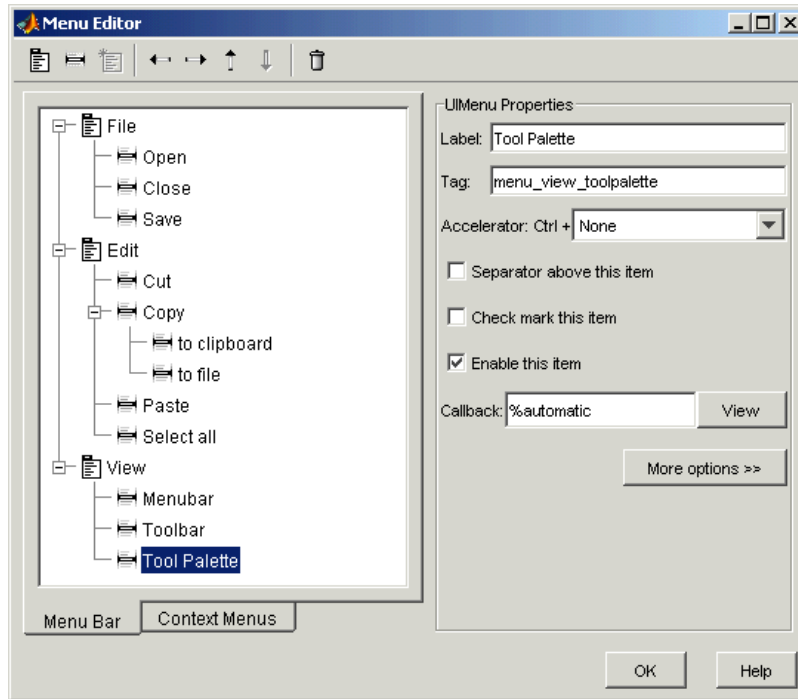 Menu Editor
File
Open
Close
Save
Edit
Cut
Copy
to clipboard
to file
Paste
Select all
View
Menubar
Toolbar
Tool Palette
Menu Bar
Context Menus
UIMenu Properties
Label: Tool Palette
Tag: menu_view_toolpalette
Accelerator: Ctrl + None
Separator above this item
Check mark this item
Enable this item
Callback: %automatic View
More options >>
OK Help